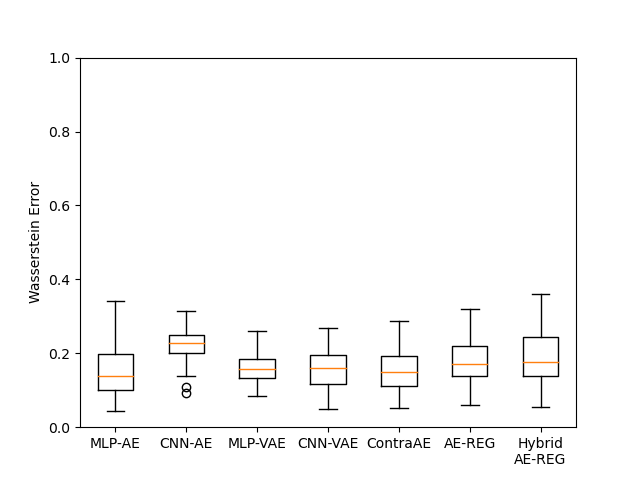 1.0
0.8
0.6
0.4
0.2
0.0
Wasserstein Error
MLP-AE CNN-AE MLP-VAE CNN-VAE ContraAE AE-REG Hybrid
AE-REG